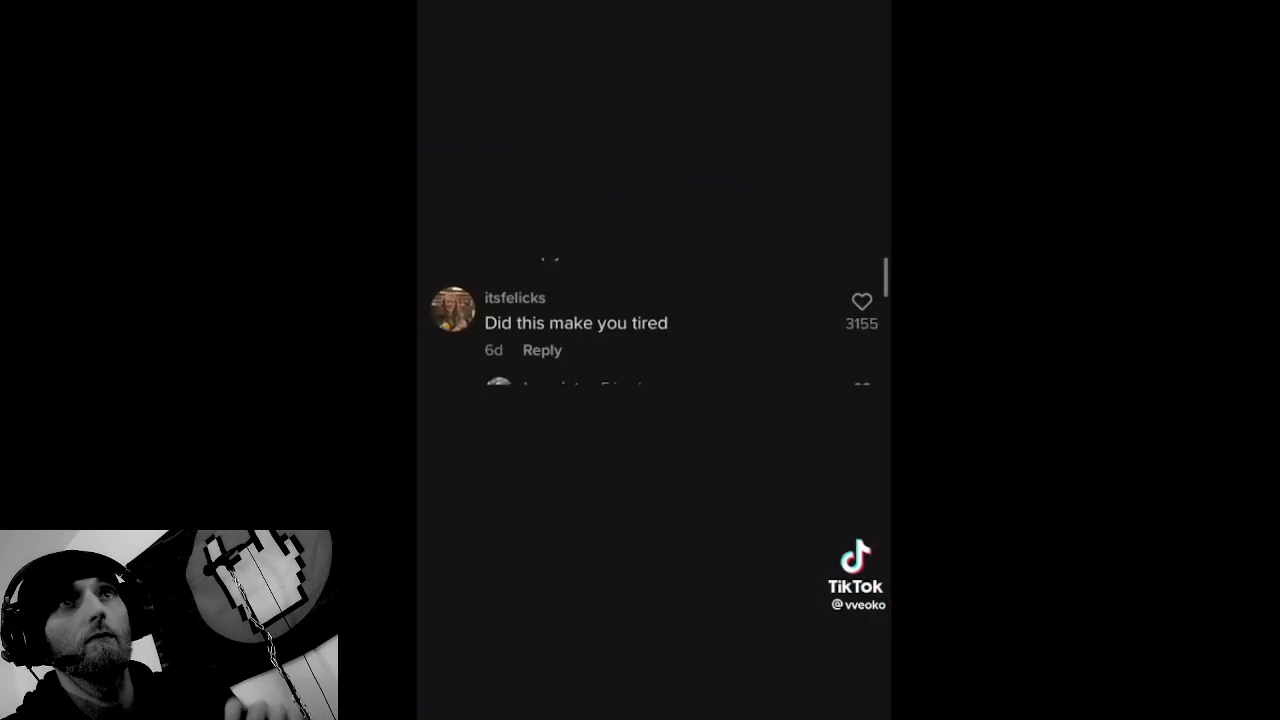 itsfelicks
Did this make you tired
3155
6d Reply
TikTok
@vveoko